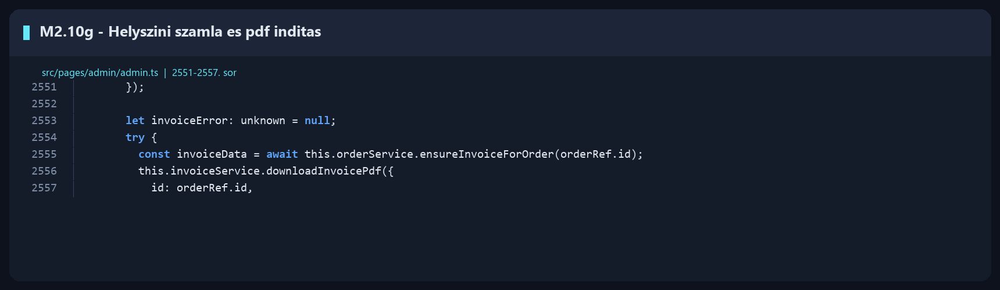 M2.10g - Helyszini szamla es pdf inditas
src/pages/admin/admin.ts | 2551-2557. sor
2551 });
2552
2553 let invoiceError: unknown = null;
2554 try {
2555 const invoiceData = await this.orderService.ensureInvoiceForOrder(orderRef.id);
2556 this.invoiceService.downloadInvoicePdf({
2557 id: orderRef.id,